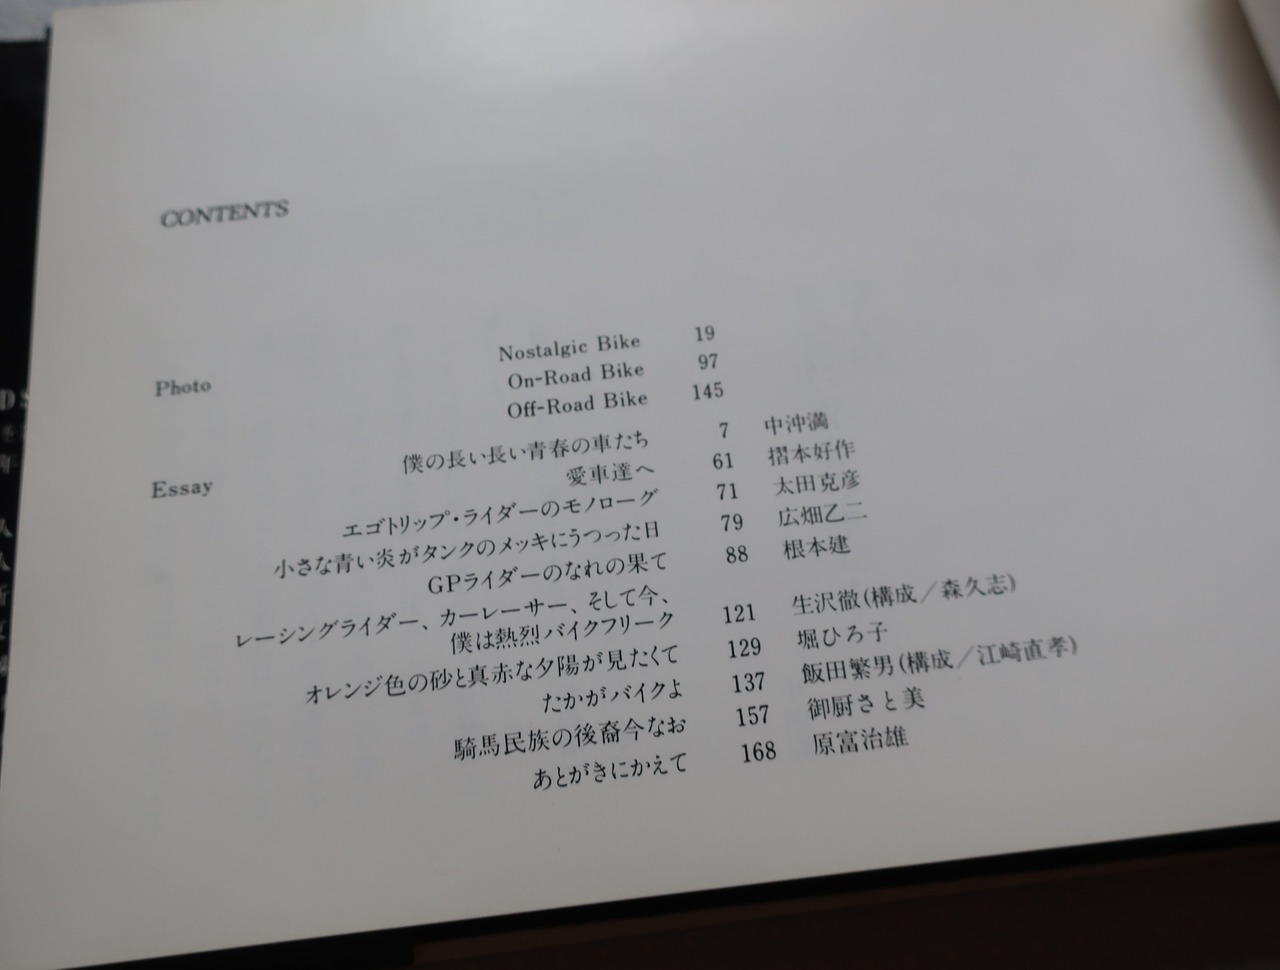 CONTENTS
Photo
Nostalgic Bike 19
On-Road Bike 97
Off-Road Bike 145
Essay
僕の長い長い青春の車たち 7 中沖満
愛車達へ 61 摺本好作
エゴトリップ・ライダーのモノローグ 71 太田克彦
小さな青い炎がタンクのメッキにうつった日 79 広畑乙二
GPライダーのなれの果て 88 根本建
レーシングライダー、カーレーサー、そして今、
僕は熱烈バイクフリーク 121 生沢徹(構成／森久志)
オレンジ色の砂と真赤な夕陽が見たくて 129 堀ひろ子
たかがバイクよ 137 飯田繁男(構成／江崎直孝)
騎馬民族の後裔今なお 157 御厨さと美
あとがきにかえて 168 原富治雄